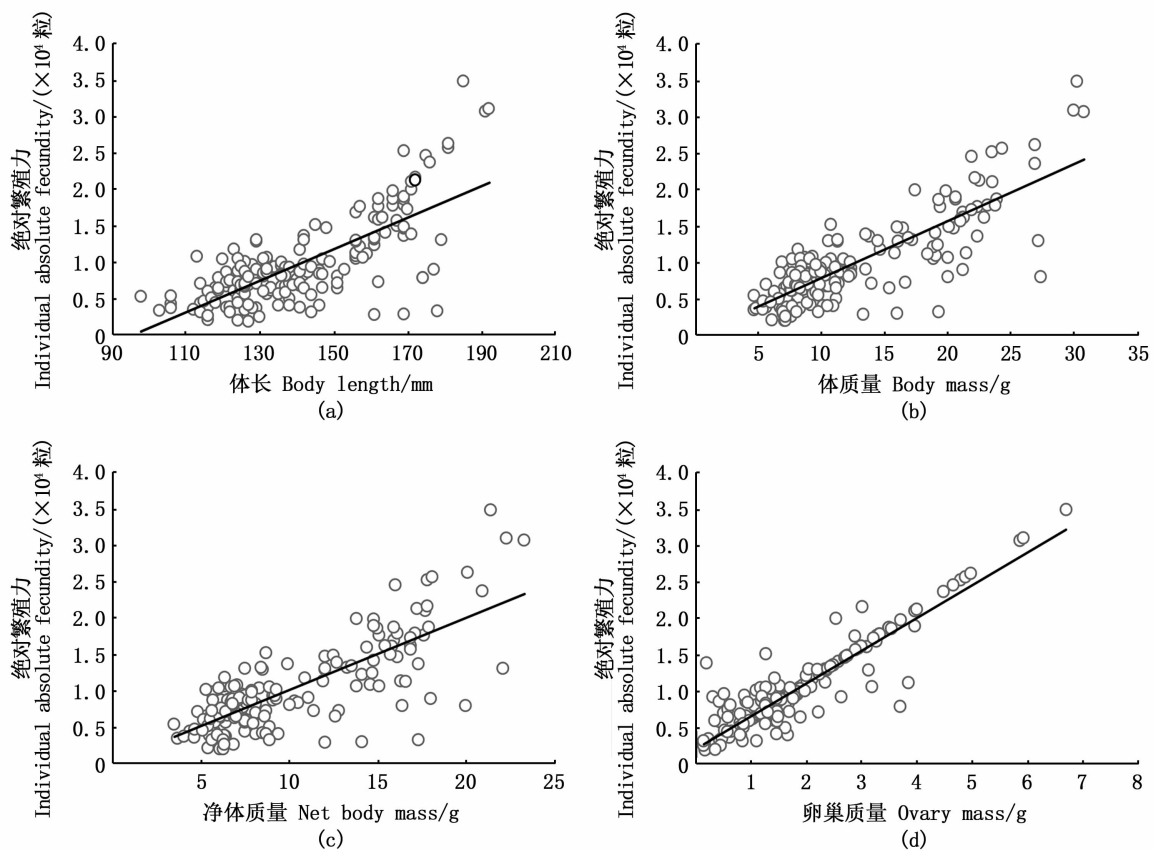 绝对繁殖力
Individual absolute fecundity/(×10⁴粒)
4.0
3.5
3.0
2.5
2.0
1.5
1.0
0.5
0
90 110 130 150 170 190 210
体长 Body length/mm
(a)
绝对繁殖力
Individual absolute fecundity/(×10⁴粒)
4.0
3.5
3.0
2.5
2.0
1.5
1.0
0.5
0
5 10 15 20 25 30 35
体质量 Body mass/g
(b)
绝对繁殖力
Individual absolute fecundity/(×10⁴粒)
4.0
3.5
3.0
2.5
2.0
1.5
1.0
0.5
0
5 10 15 20 25
净体质量 Net body mass/g
(c)
绝对繁殖力
Individual absolute fecundity/(×10⁴粒)
4.0
3.5
3.0
2.5
2.0
1.5
1.0
0.5
0
1 2 3 4 5 6 7 8
卵巢质量 Ovary mass/g
(d)